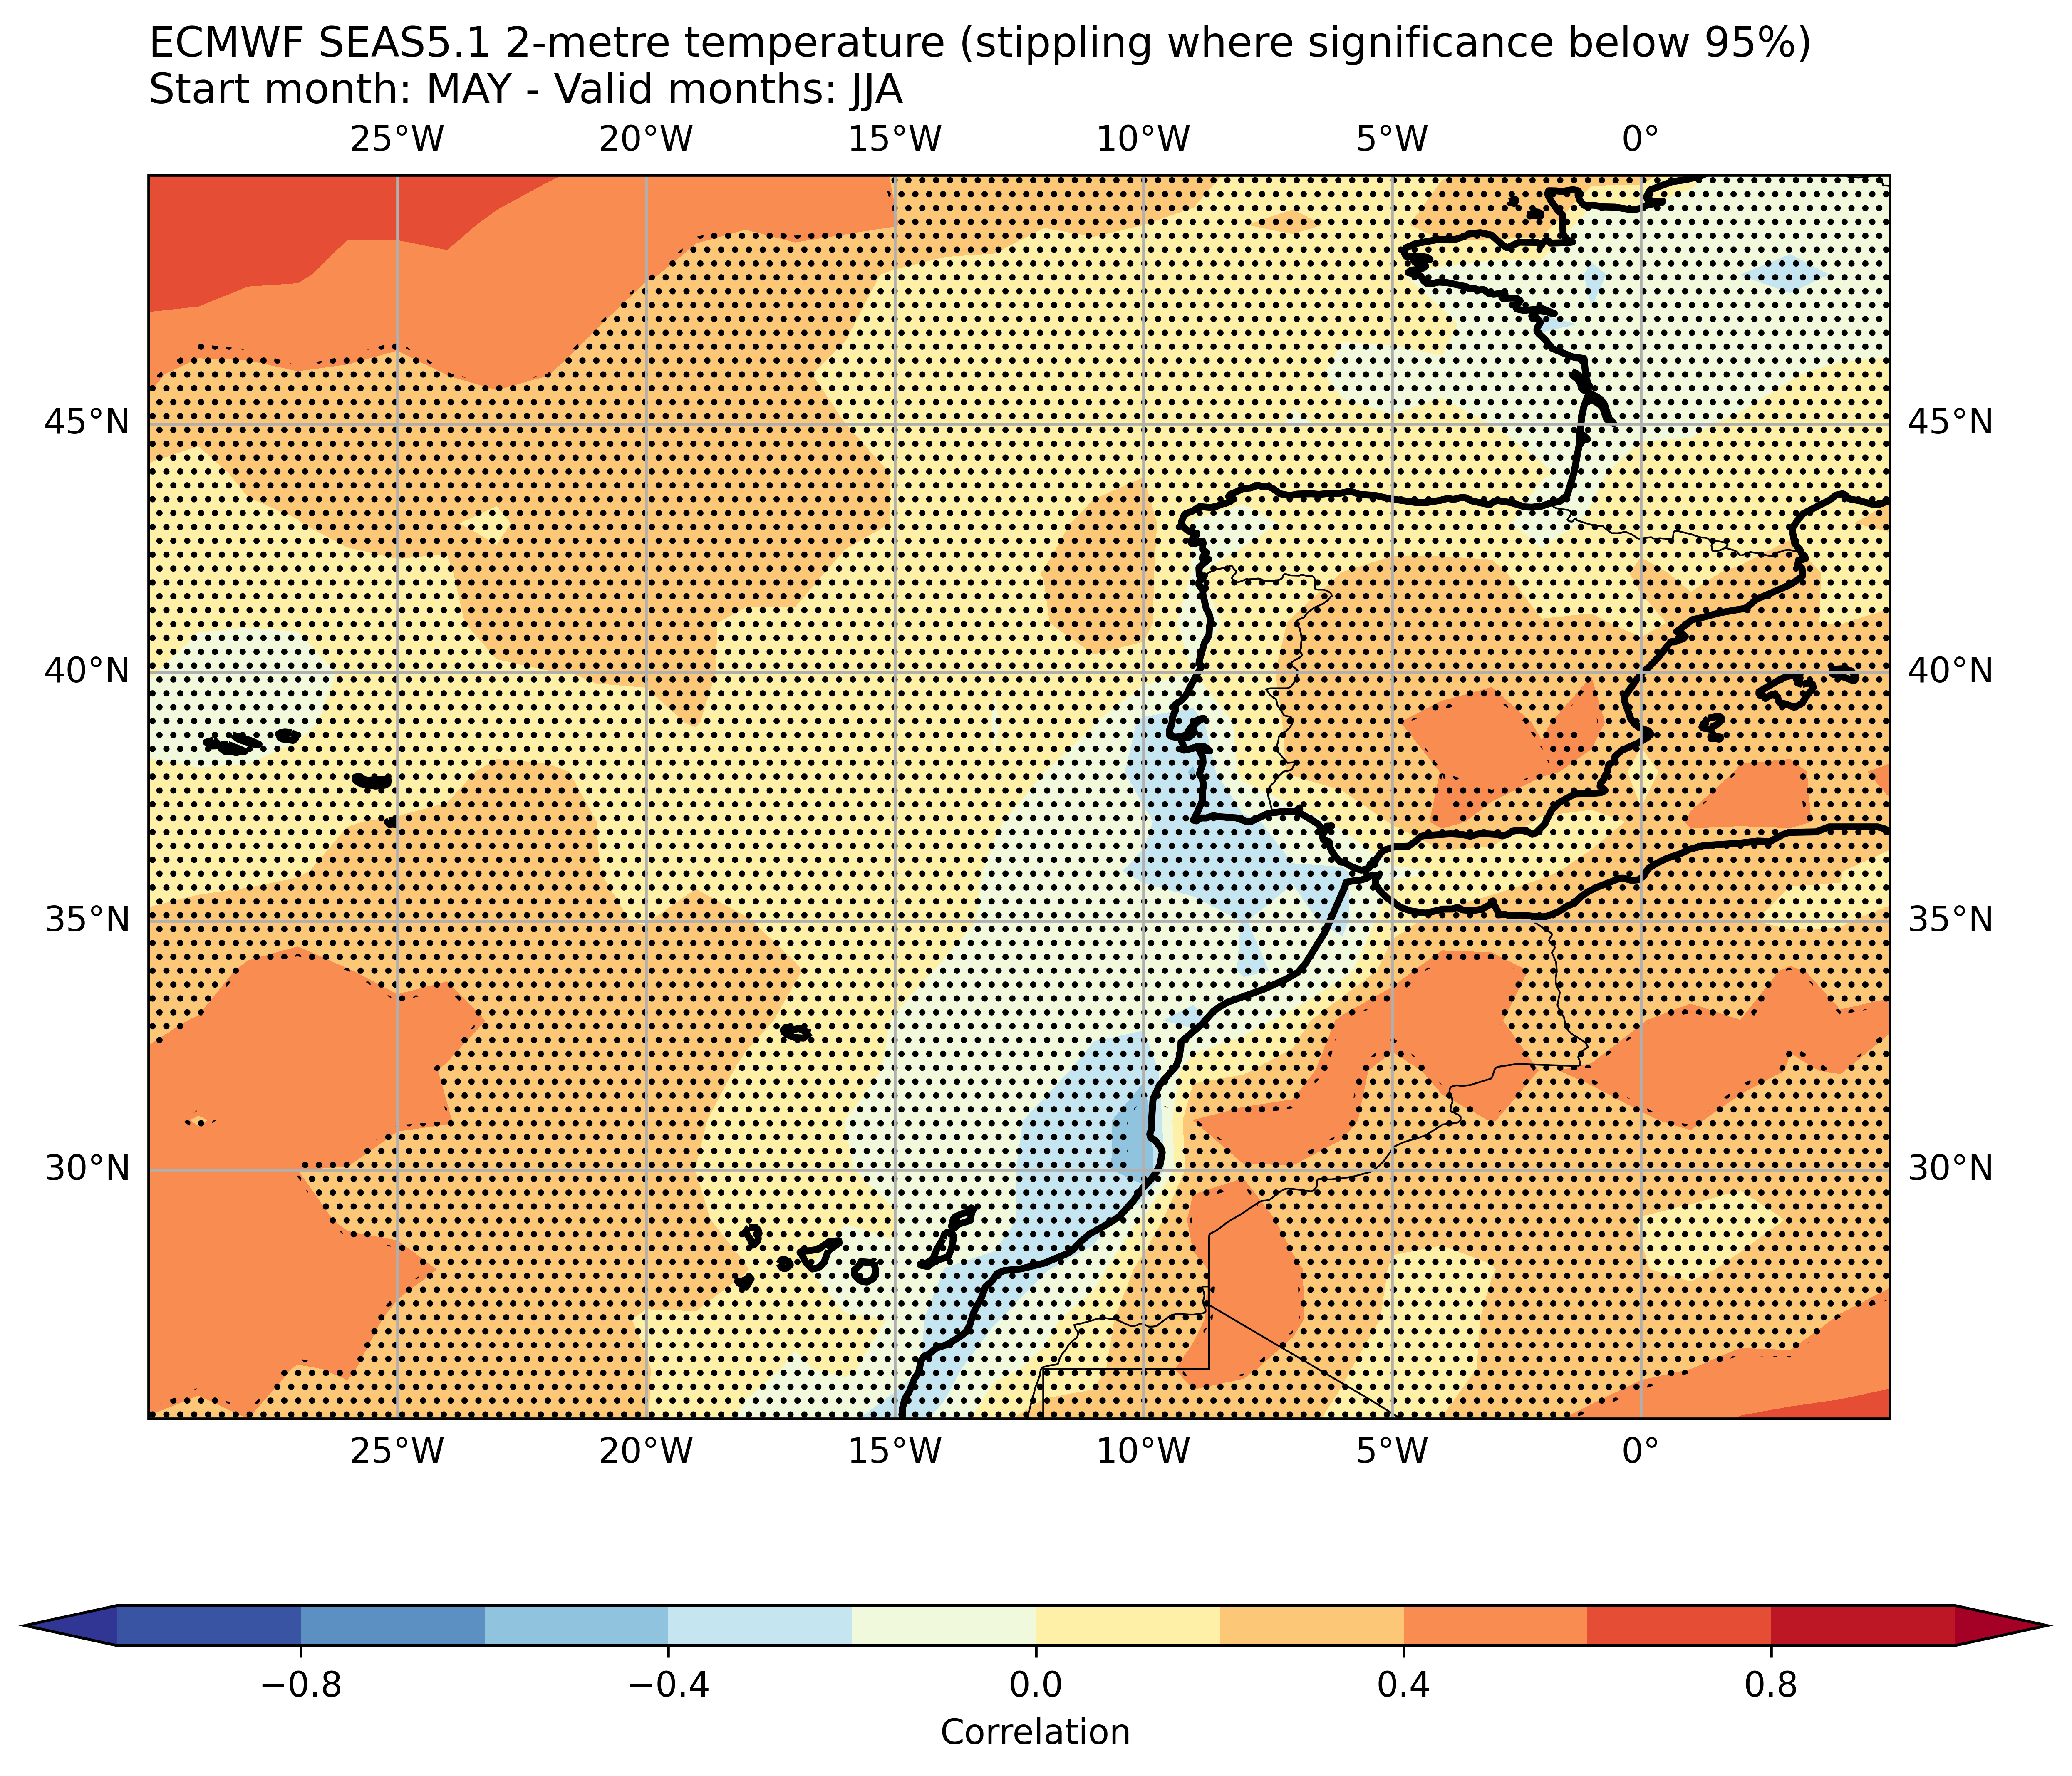 ECMWF SEAS5.1 2-metre temperature (stippling where significance below 95%)
Start month: MAY - Valid months: JJA
25°W 20°W 15°W 10°W 5°W 0°
45°N 45°N
40°N 40°N
35°N 35°N
30°N 30°N
25°W 20°W 15°W 10°W 5°W 0°
−0.8 −0.4 0.0 0.4 0.8
Correlation